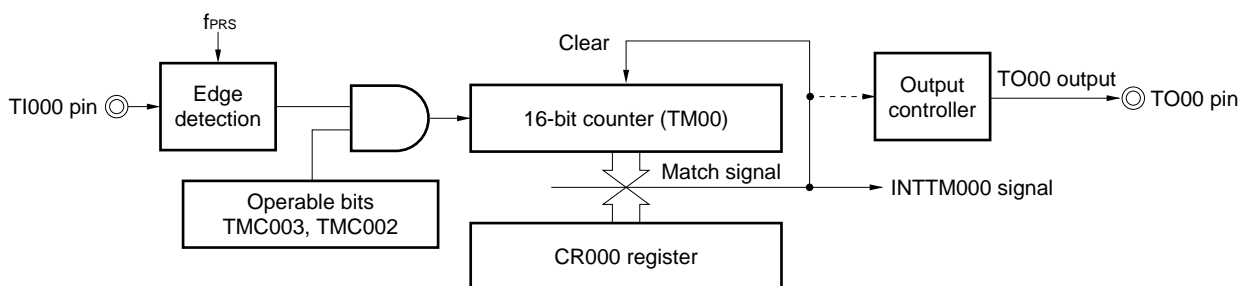 fPRS
Clear
TI000 pin
Edge
detection
16-bit counter (TM00)
Output
controller
TO00 output
TO00 pin
Operable bits
TMC003, TMC002
Match signal
INTTM000 signal
CR000 register